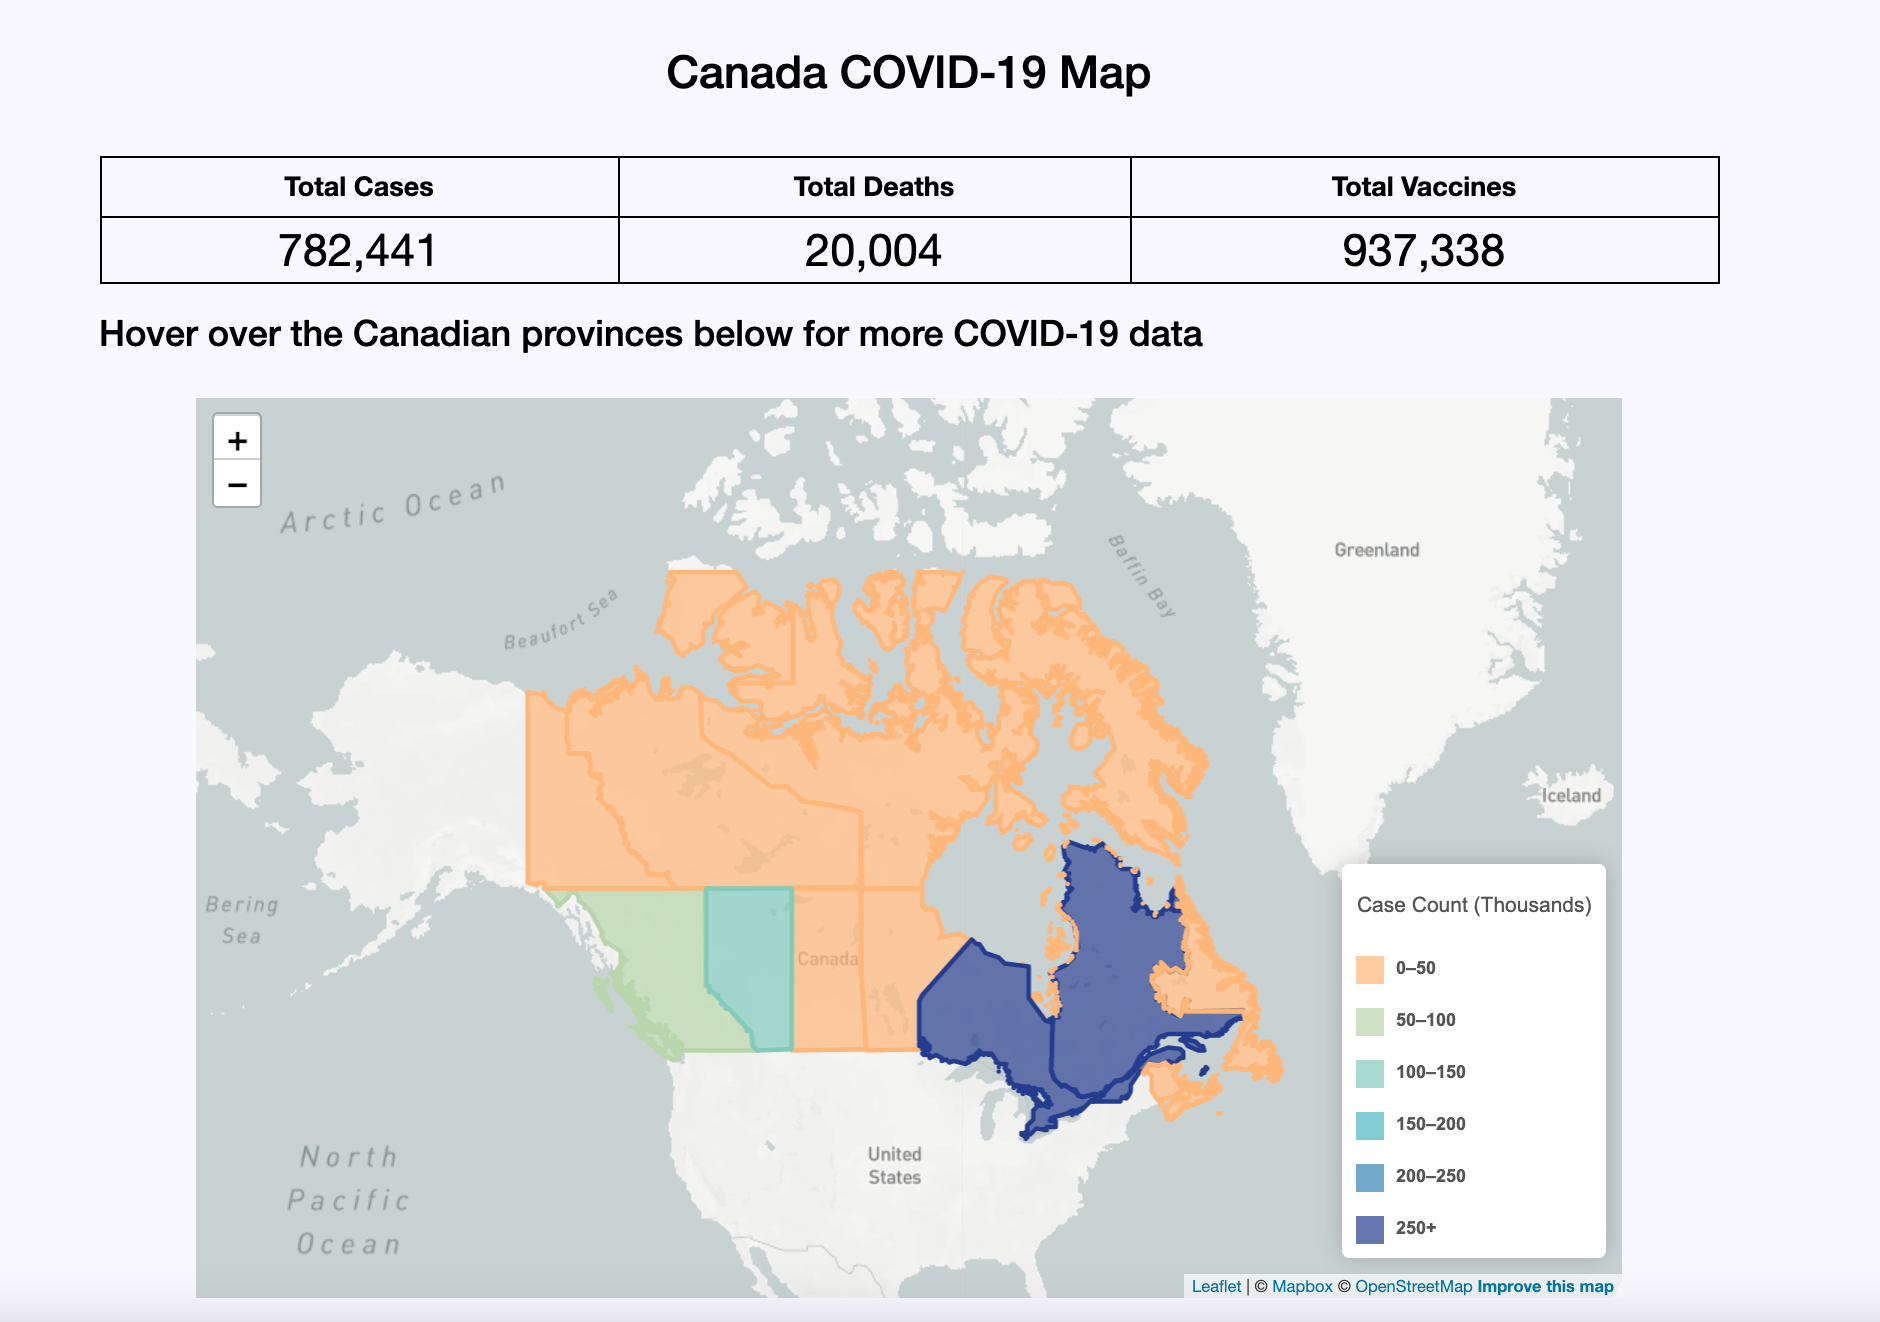 Canada COVID-19 Map
Total Cases Total Deaths Total Vaccines
782,441 20,004 937,338
Hover over the Canadian provinces below for more COVID-19 data
+
−
Arctic Ocean
Beaufort Sea
Baffin Bay
Greenland
Iceland
Bering
Sea
Canada
North
Pacific
Ocean
United
States
Case Count (Thousands)
0–50
50–100
100–150
150–200
200–250
250+
Leaflet | © Mapbox © OpenStreetMap Improve this map